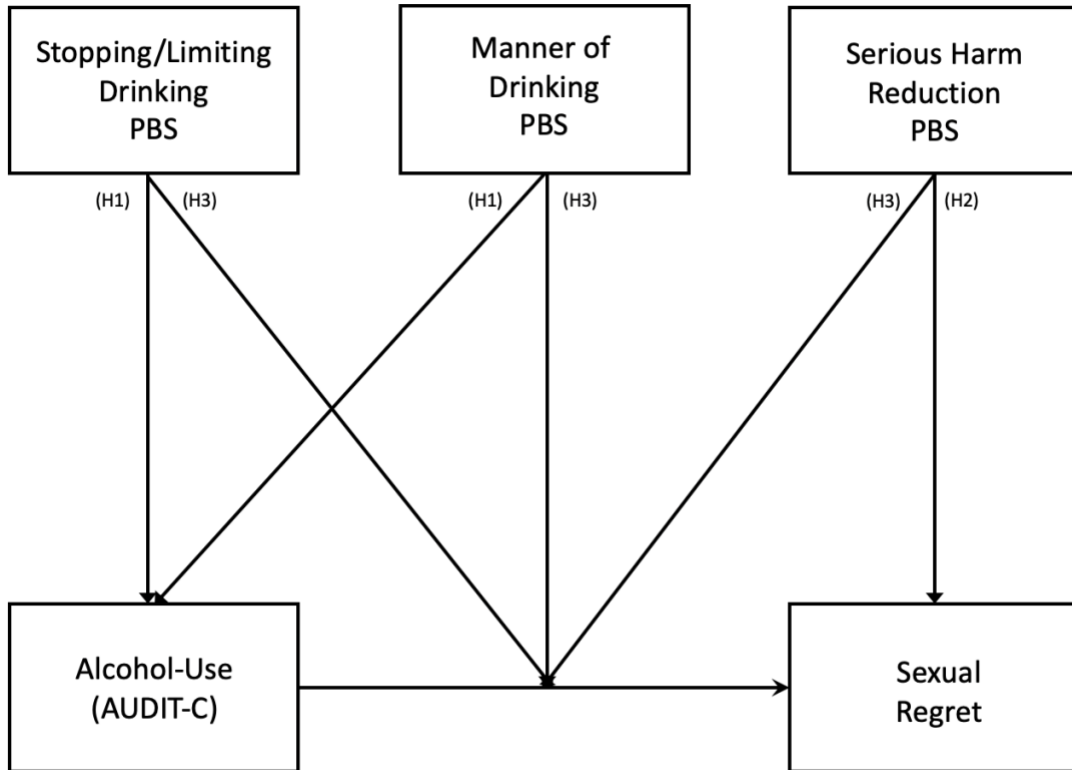 Stopping/Limiting
Drinking
PBS
Manner of
Drinking
PBS
Serious Harm
Reduction
PBS
(H1)
(H3)
(H1)
(H3)
(H3)
(H2)
Alcohol-Use
(AUDIT-C)
Sexual
Regret